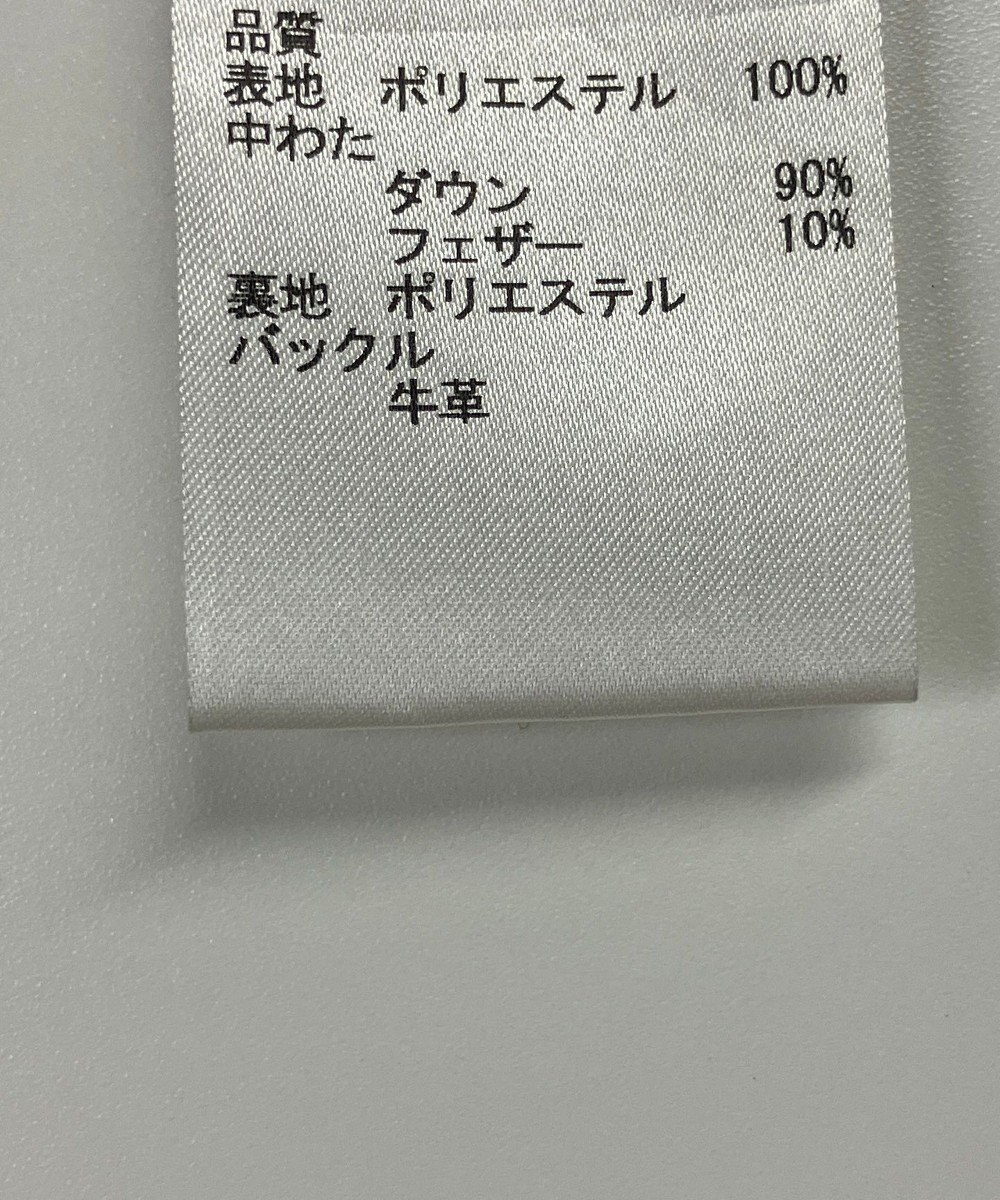 品質
表地 ポリエステル 100%
中わた
ダウン 90%
フェザー 10%
裏地 ポリエステル
バックル
牛革